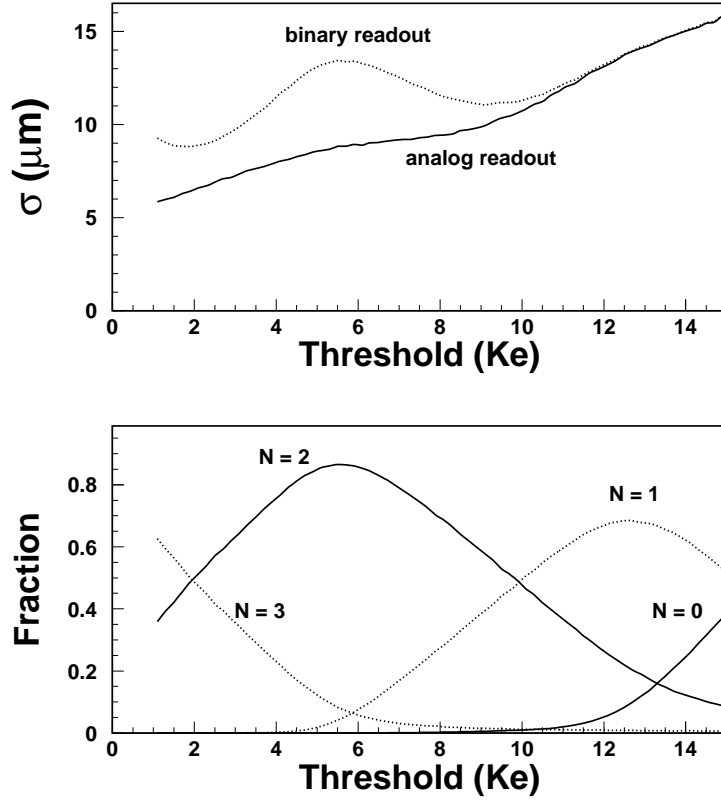 15
binary readout
10
analog readout
σ (μm)
5
0
0 2 4 6 8 10 12 14
Threshold (Ke)
N = 2
0.8
N = 1
0.6
Fraction
0.4
N = 3
N = 0
0.2
0
0 2 4 6 8 10 12 14
Threshold (Ke)